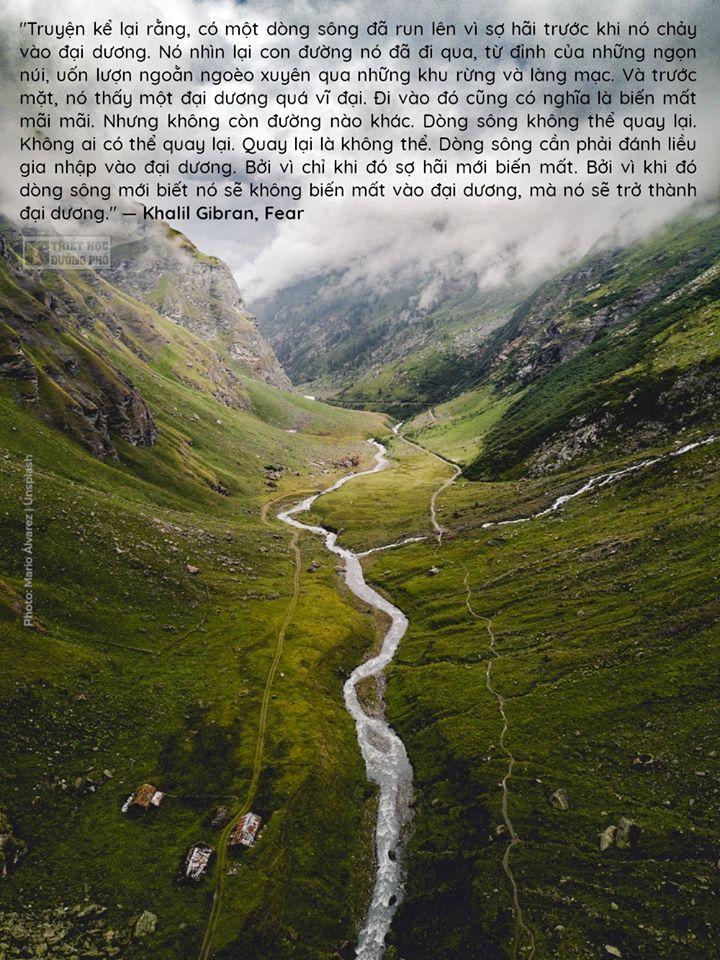 "Truyện kể lại rằng, có một dòng sông đã run lên vì sợ hãi trước khi nó chảy
vào đại dương. Nó nhìn lại con đường nó đã đi qua, từ đỉnh của những ngọn
núi, uốn lượn ngoằn ngoèo xuyên qua những khu rừng và làng mạc. Và trước
mặt, nó thấy một đại dương quá vĩ đại. Đi vào đó cũng có nghĩa là biến mất
mãi mãi. Nhưng không còn đường nào khác. Dòng sông không thể quay lại.
Không ai có thể quay lại. Quay lại là không thể. Dòng sông cần phải đánh liều
gia nhập vào đại dương. Bởi vì chỉ khi đó sợ hãi mới biến mất. Bởi vì khi đó
dòng sông mới biết nó sẽ không biến mất vào đại dương, mà nó sẽ trở thành
đại dương." — Khalil Gibran, Fear
TRIẾT HỌC
ĐƯỜNG PHỐ
Photo: Mario Álvarez | Unsplash